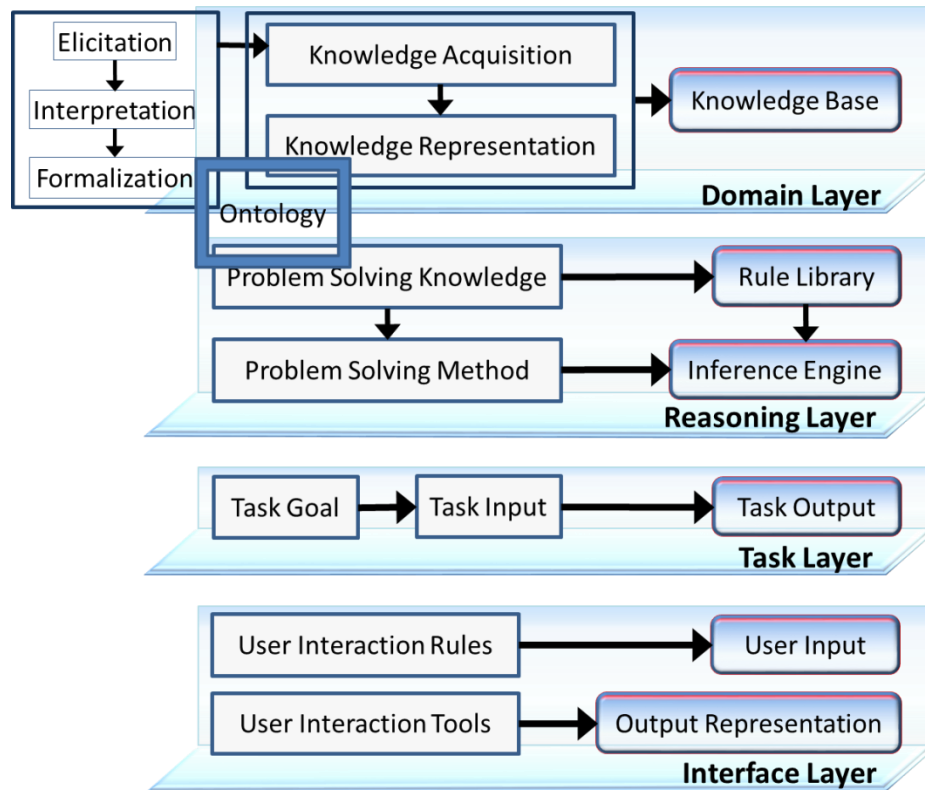 Elicitation
Interpretation
Formalization
Knowledge Acquisition
Knowledge Representation
Knowledge Base
Domain Layer
Ontology
Problem Solving Knowledge
Rule Library
Problem Solving Method
Inference Engine
Reasoning Layer
Task Goal
Task Input
Task Output
Task Layer
User Interaction Rules
User Input
User Interaction Tools
Output Representation
Interface Layer